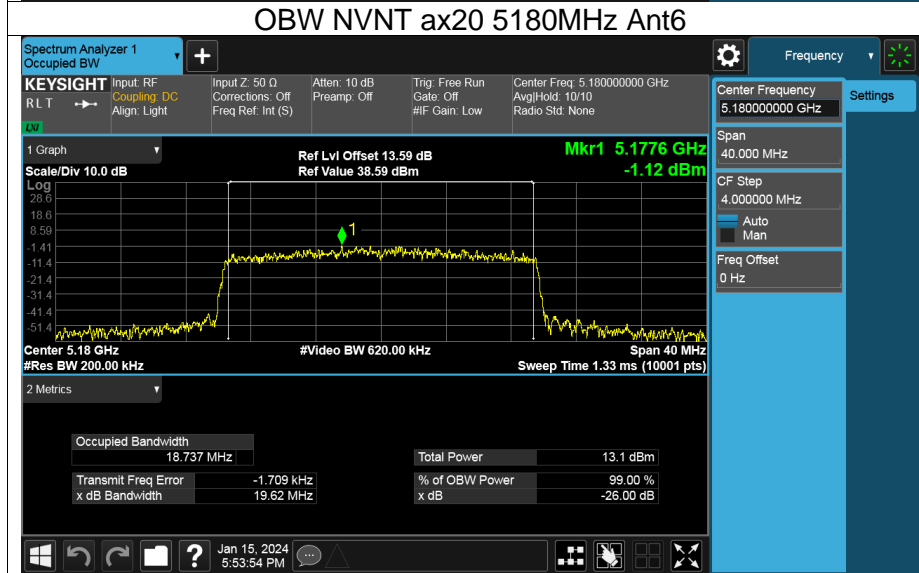 OBW NVNT ax20 5180MHz Ant6
Spectrum Analyzer 1
Occupied BW
+
Frequency
KEYSIGHT
RLT
LXI
Input: RF
Coupling: DC
Align: Light
Input Z: 50 Ω
Corrections: Off
Freq Ref: Int (S)
Atten: 10 dB
Preamp: Off
Trig: Free Run
Gate: Off
#IF Gain: Low
Center Freq: 5.180000000 GHz
Avg|Hold: 10/10
Radio Std: None
Center Frequency
5.180000000 GHz
Settings
Span
40.000 MHz
CF Step
4.000000 MHz
Auto
Man
Freq Offset
0 Hz
1 Graph
Scale/Div 10.0 dB
Ref Lvl Offset 13.59 dB
Ref Value 38.59 dBm
Mkr1 5.1776 GHz
-1.12 dBm
Log
28.6
18.6
8.59
-1.41
-11.4
-21.4
-31.4
-41.4
-51.4
1
Center 5.18 GHz
#Res BW 200.00 kHz
#Video BW 620.00 kHz
Span 40 MHz
Sweep Time 1.33 ms (10001 pts)
2 Metrics
Occupied Bandwidth
18.737 MHz
Total Power 13.1 dBm
Transmit Freq Error -1.709 kHz
% of OBW Power 99.00 %
x dB Bandwidth 19.62 MHz
x dB -26.00 dB
?
Jan 15, 2024
5:53:54 PM